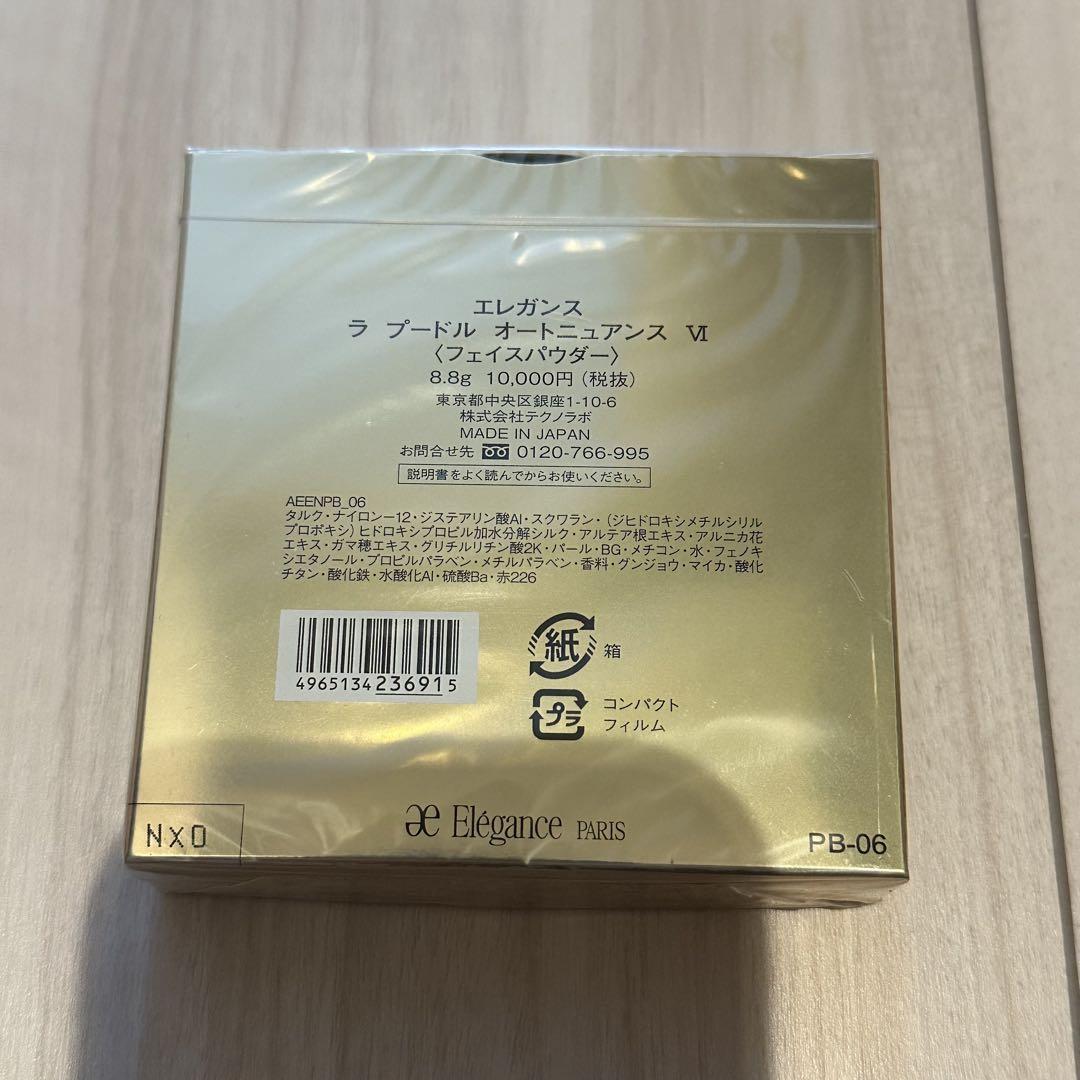 エレガンス
ラ プードル オートニュアンス Ⅵ
〈フェイスパウダー〉
8.8g 10,000円(税抜)
東京都中央区銀座1-10-6
株式会社テクノラボ
MADE IN JAPAN
お問合せ先 0120-766-995
説明書をよく読んでからお使いください。
AEENPB_06
タルク・ナイロン－12・ジステアリン酸Al・スクワラン・(ジヒドロキシメチルシリル
プロポキシ)ヒドロキシプロピル加水分解シルク・アルテア根エキス・アルニカ花
エキス・ガマ穂エキス・グリチルリチン酸2K・パール・BG・メチコン・水・フェノキ
シエタノール・プロピルパラベン・メチルパラベン・香料・グンジョウ・マイカ・酸化
チタン・酸化鉄・水酸化Al・硫酸Ba・赤226
4965134236915
紙 箱
プラ コンパクト
フィルム
æ Elégance PARIS
NXO
PB-06